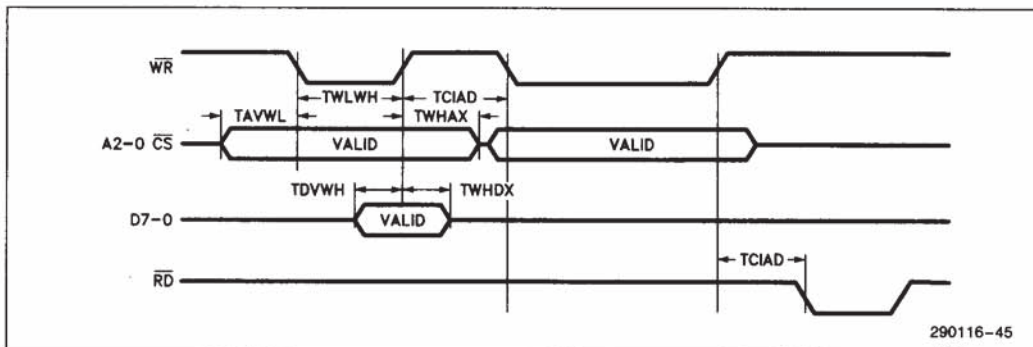 WR
TWLWH TCIAD
TAVWL TWHAX
A2-0 CS VALID VALID
TDVWH TWHDX
D7-0 VALID
TCIAD
RD
290116-45